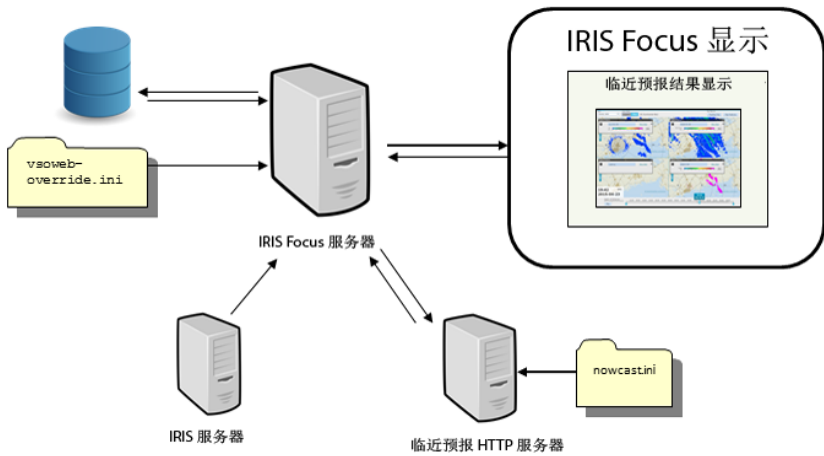 IRIS Focus 显示
临近预报结果显示
vsoweb-
override.ini
IRIS Focus 服务器
nowcast.ini
IRIS 服务器
临近预报 HTTP 服务器